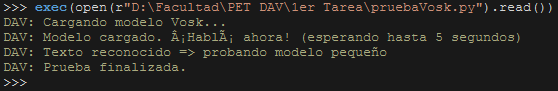 >>> exec(open(r"D:\Facultad\PET DAV\1er Tarea\pruebaVosk.py").read())
DAV: Cargando modelo Vosk...
DAV: Modelo cargado. Â¡HablÃ¡ ahora! (esperando hasta 5 segundos)
DAV: Texto reconocido => probando modelo pequeño
DAV: Prueba finalizada.
>>>